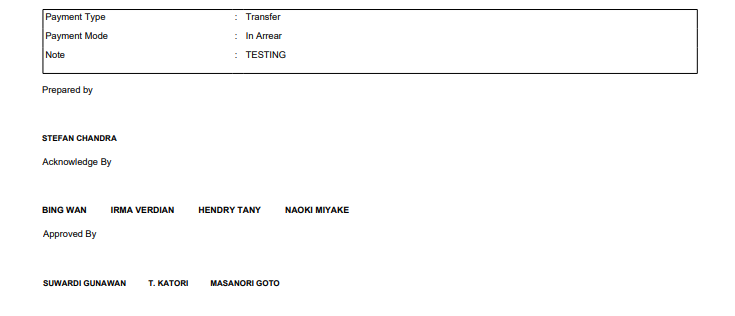 Payment Type : Transfer
Payment Mode : In Arrear
Note : TESTING
Prepared by
STEFAN CHANDRA
Acknowledge By
BING WAN IRMA VERDIAN HENDRY TANY NAOKI MIYAKE
Approved By
SUWARDI GUNAWAN T. KATORI MASANORI GOTO